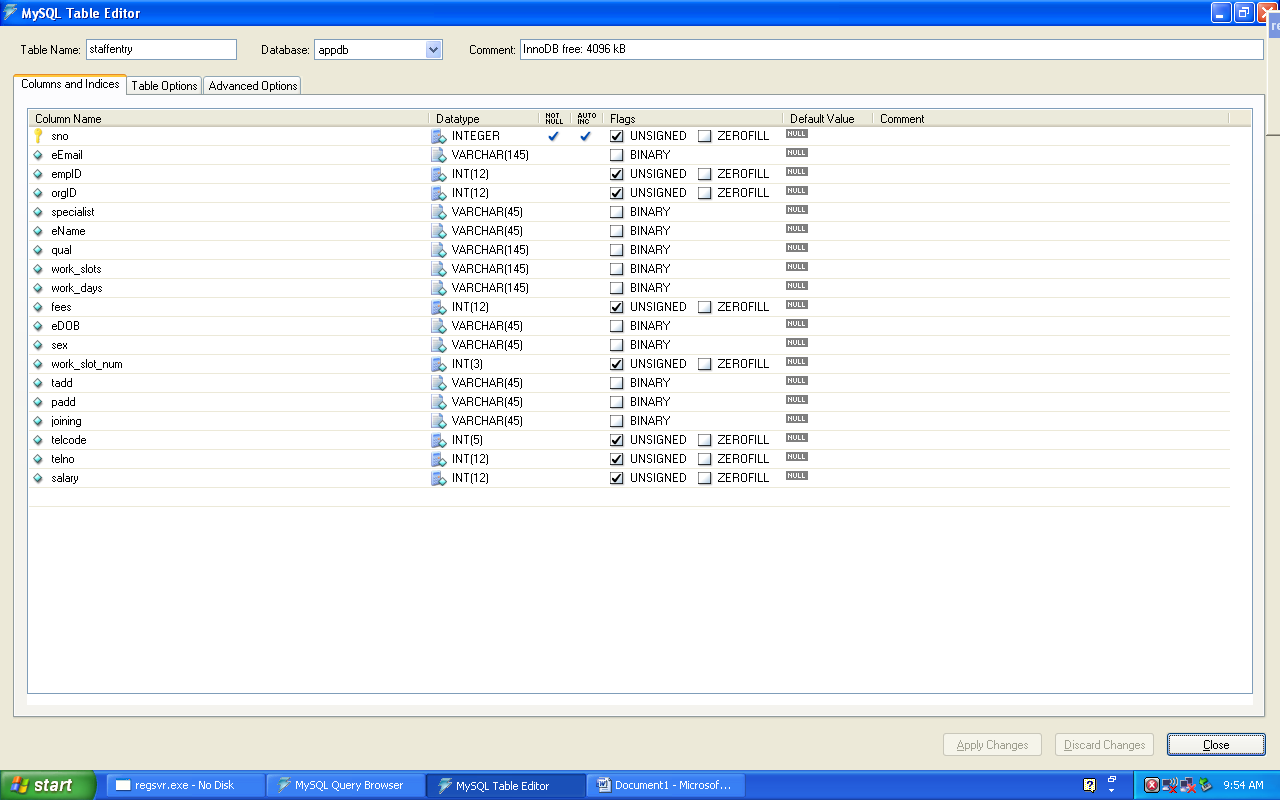 MySQL Table Editor
Table Name: staffentry Database: appdb Comment: InnoDB free: 4096 kB
Columns and Indices Table Options Advanced Options
Column Name Datatype NOT NULL AUTO INC Flags Default Value Comment
sno INTEGER UNSIGNED ZEROFILL NULL
eEmail VARCHAR(145) BINARY NULL
empID INT(12) UNSIGNED ZEROFILL NULL
orgID INT(12) UNSIGNED ZEROFILL NULL
specialist VARCHAR(45) BINARY NULL
eName VARCHAR(45) BINARY NULL
qual VARCHAR(145) BINARY NULL
work_slots VARCHAR(145) BINARY NULL
work_days VARCHAR(145) BINARY NULL
fees INT(12) UNSIGNED ZEROFILL NULL
eDOB VARCHAR(45) BINARY NULL
sex VARCHAR(45) BINARY NULL
work_slot_num INT(3) UNSIGNED ZEROFILL NULL
tadd VARCHAR(45) BINARY NULL
padd VARCHAR(45) BINARY NULL
joining VARCHAR(45) BINARY NULL
telcode INT(5) UNSIGNED ZEROFILL NULL
telno INT(12) UNSIGNED ZEROFILL NULL
salary INT(12) UNSIGNED ZEROFILL NULL
Apply Changes Discard Changes Close
start regsvr.exe - No Disk MySQL Query Browser MySQL Table Editor Document1 - Microsof... 9:54 AM